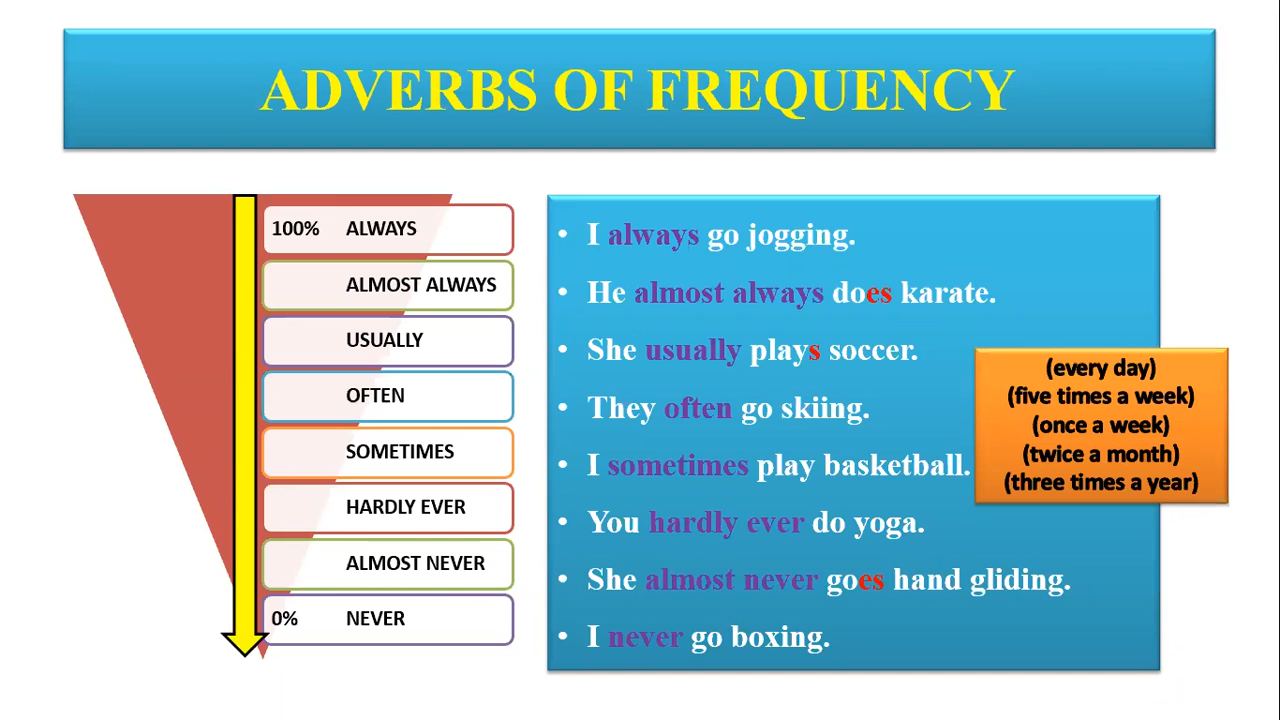 ADVERBS OF FREQUENCY
100% ALWAYS
ALMOST ALWAYS
USUALLY
OFTEN
SOMETIMES
HARDLY EVER
ALMOST NEVER
0% NEVER
• I always go jogging.
• He almost always does karate.
• She usually plays soccer.
• They often go skiing.
• I sometimes play basketball.
• You hardly ever do yoga.
• She almost never goes hand gliding.
• I never go boxing.
(every day)
(five times a week)
(once a week)
(twice a month)
(three times a year)